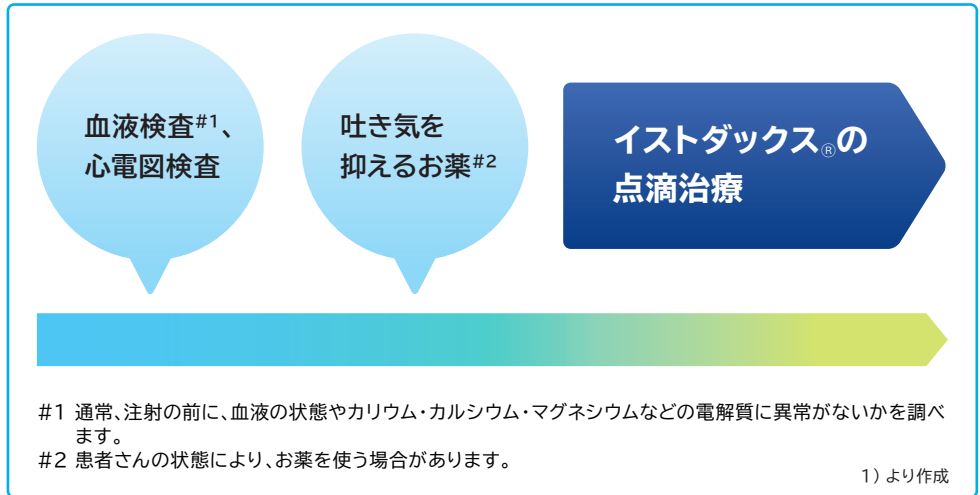 血液検査#1、
心電図検査
吐き気を
抑えるお薬#2
イストダックス®の
点滴治療
#1 通常、注射の前に、血液の状態やカリウム・カルシウム・マグネシウムなどの電解質に異常がないかを調べ
ます。
#2 患者さんの状態により、お薬を使う場合があります。
1）より作成